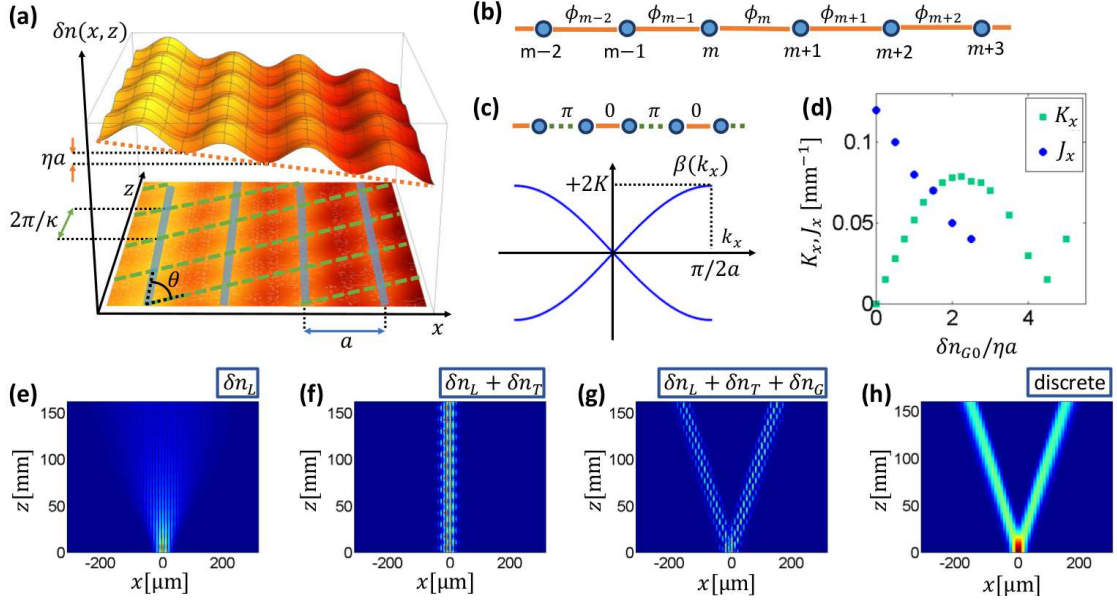 (a)
δn(x, z)
ηa
z
2π/κ
θ
a
x
(b)
ϕm−2 ϕm−1 ϕm ϕm+1 ϕm+2
m−2 m−1 m m+1 m+2 m+3
(c)
π 0 π 0
β(kx)
+2K
kx
π/2a
(d)
Kx
Jx
Kx, Jx [mm⁻¹]
0.1
0.05
0
0 2 4
δnG0/ηa
(e)
δnL
z[mm]
150
100
50
0
-200 0 200
x[μm]
(f)
δnL + δnT
z[mm]
150
100
50
0
-200 0 200
x[μm]
(g)
δnL + δnT + δnG
z[mm]
150
100
50
0
-200 0 200
x[μm]
(h)
discrete
z[mm]
150
100
50
0
-200 0 200
x[μm]